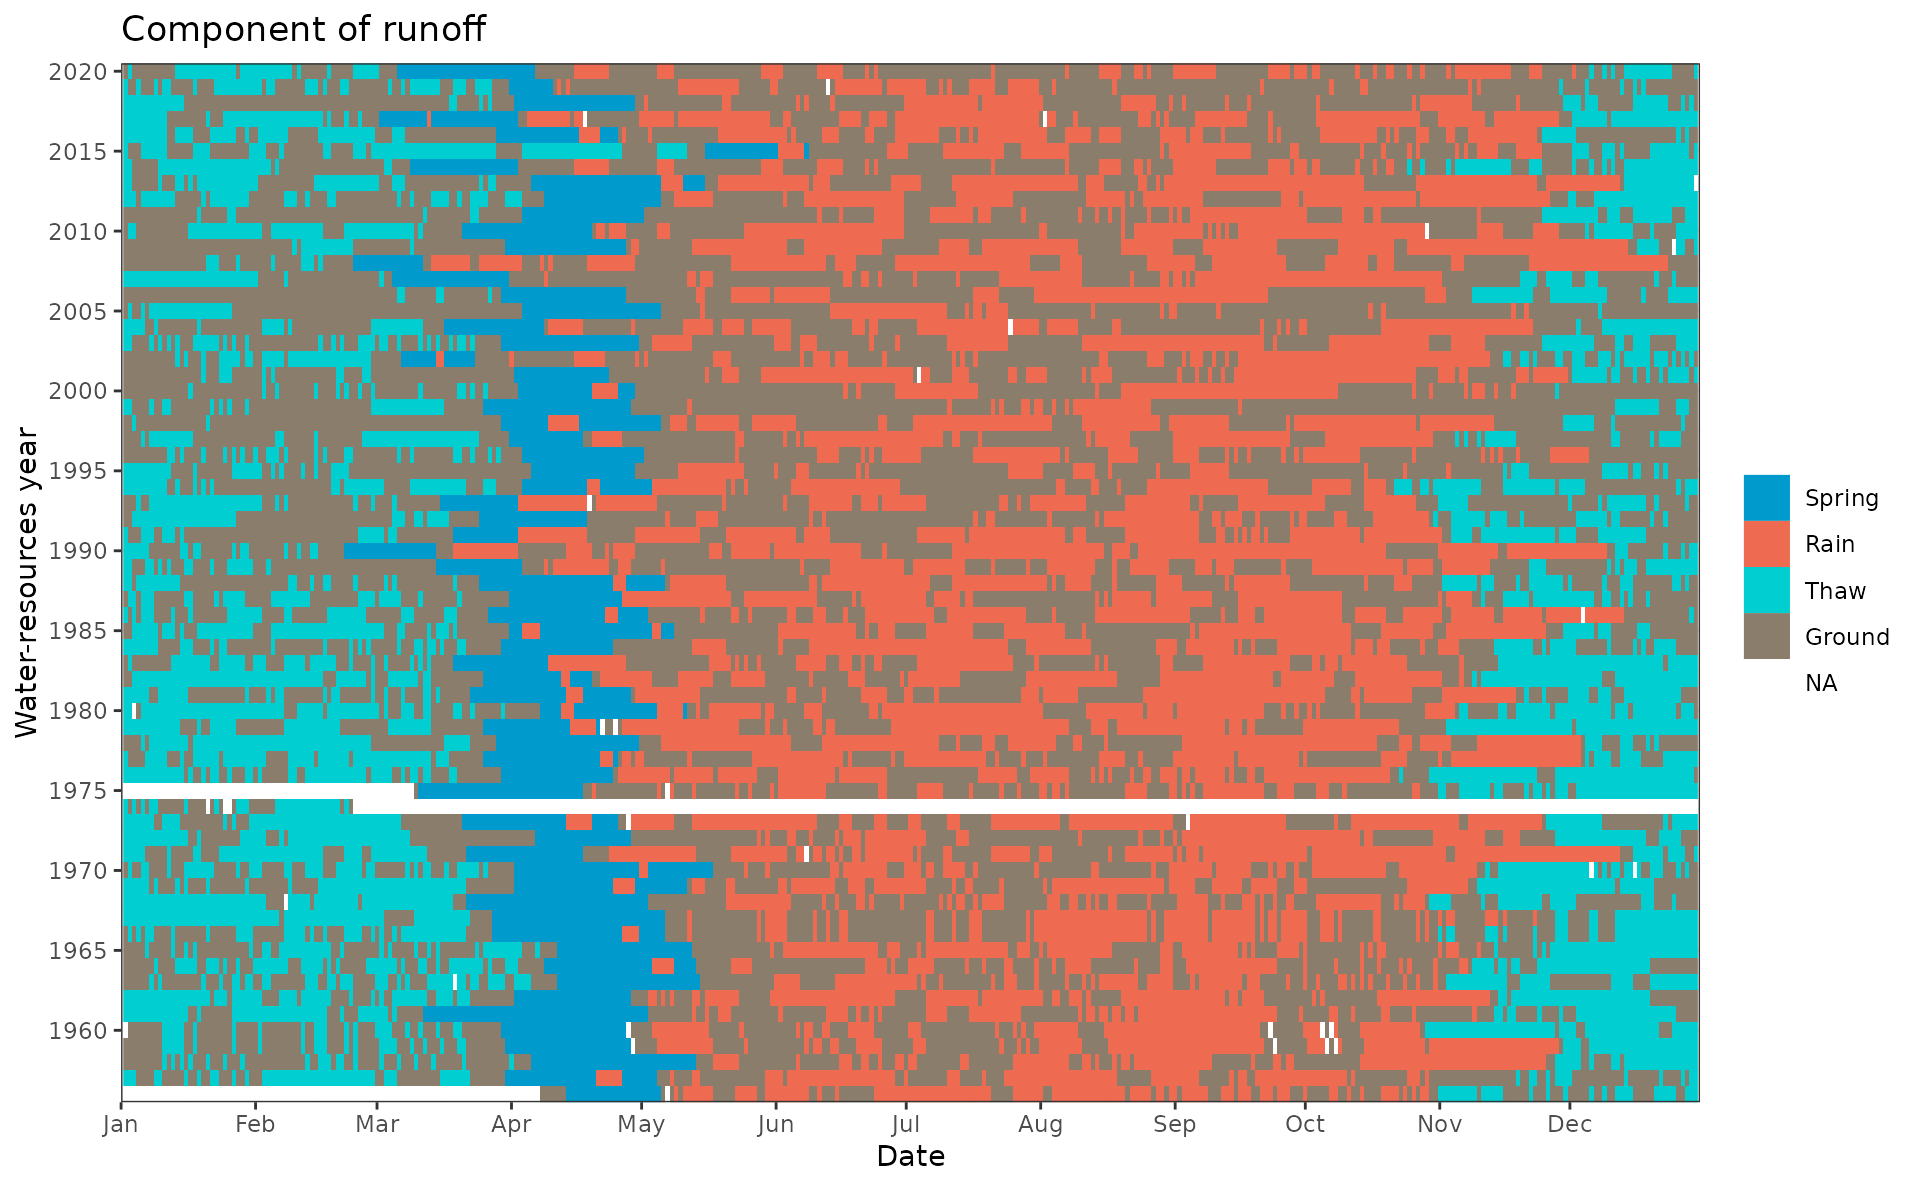 Component of runoff
Water-resources year
2020
2015
2010
2005
2000
1995
1990
1985
1980
1975
1970
1965
1960
Jan Feb Mar Apr May Jun Jul Aug Sep Oct Nov Dec
Date
Spring
Rain
Thaw
Ground
NA